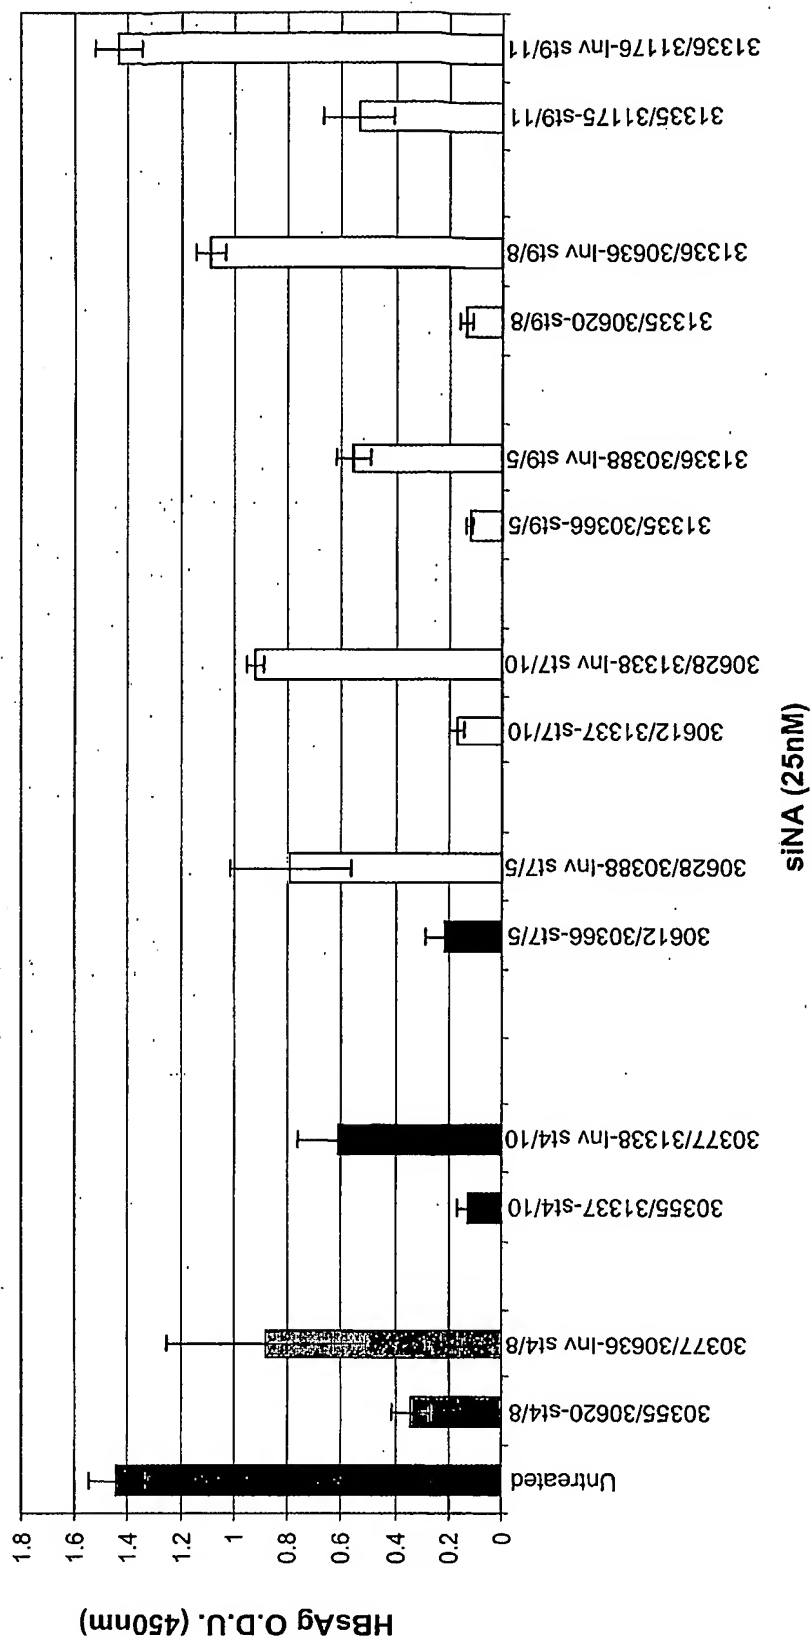 HBsAg O.D.U. (450nm)
1.8
1.6
1.4
1.2
1
0.8
0.6
0.4
0.2
0
Untreated
30355/30620-st4/8
30377/30636-Inv st4/8
30355/31337-st4/10
30377/31338-Inv st4/10
30612/30366-st7/5
30628/30388-Inv st7/5
30612/31337-st7/10
30628/31338-Inv st7/10
31335/30366-st9/5
31336/30388-Inv st9/5
31335/30620-st9/8
31336/30636-Inv st9/8
31335/31175-st9/11
31336/31176-Inv st9/11
siNA (25nM)